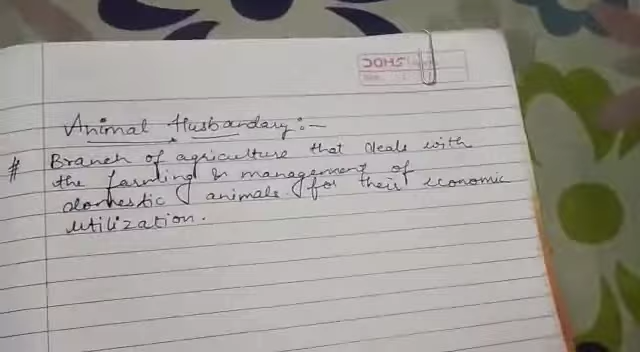 Animal Husbandary:-
# Branch of agriculture that deals with
the farming & management of
domestic animals for their economic
utilization.